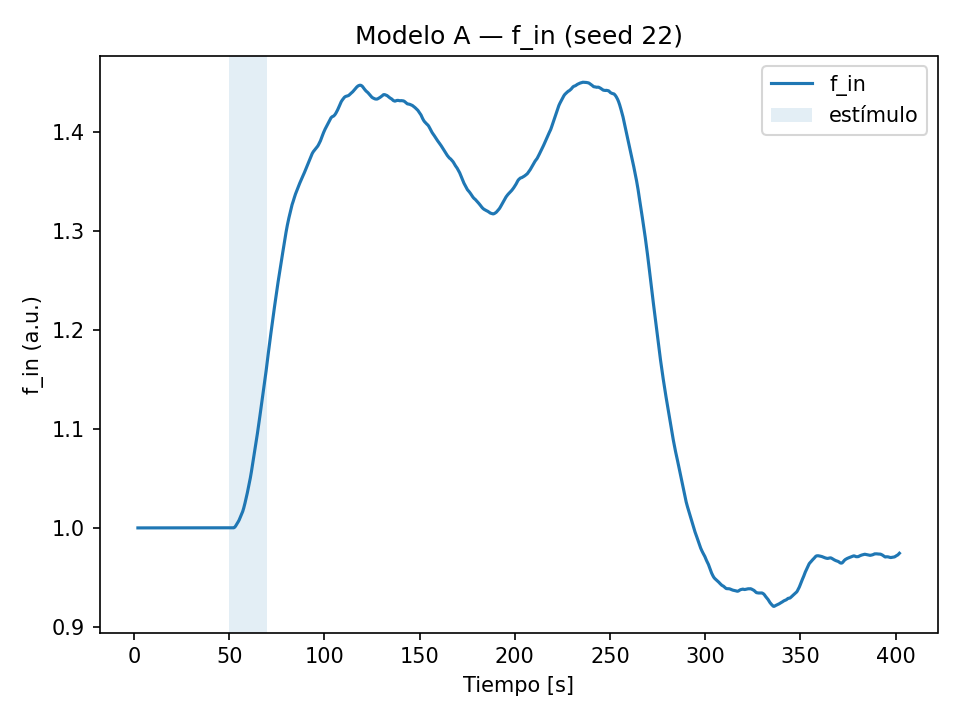 Modelo A — f_in (seed 22)
f_in
estímulo
f_in (a.u.)
1.4
1.3
1.2
1.1
1.0
0.9
0 50 100 150 200 250 300 350 400
Tiempo [s]